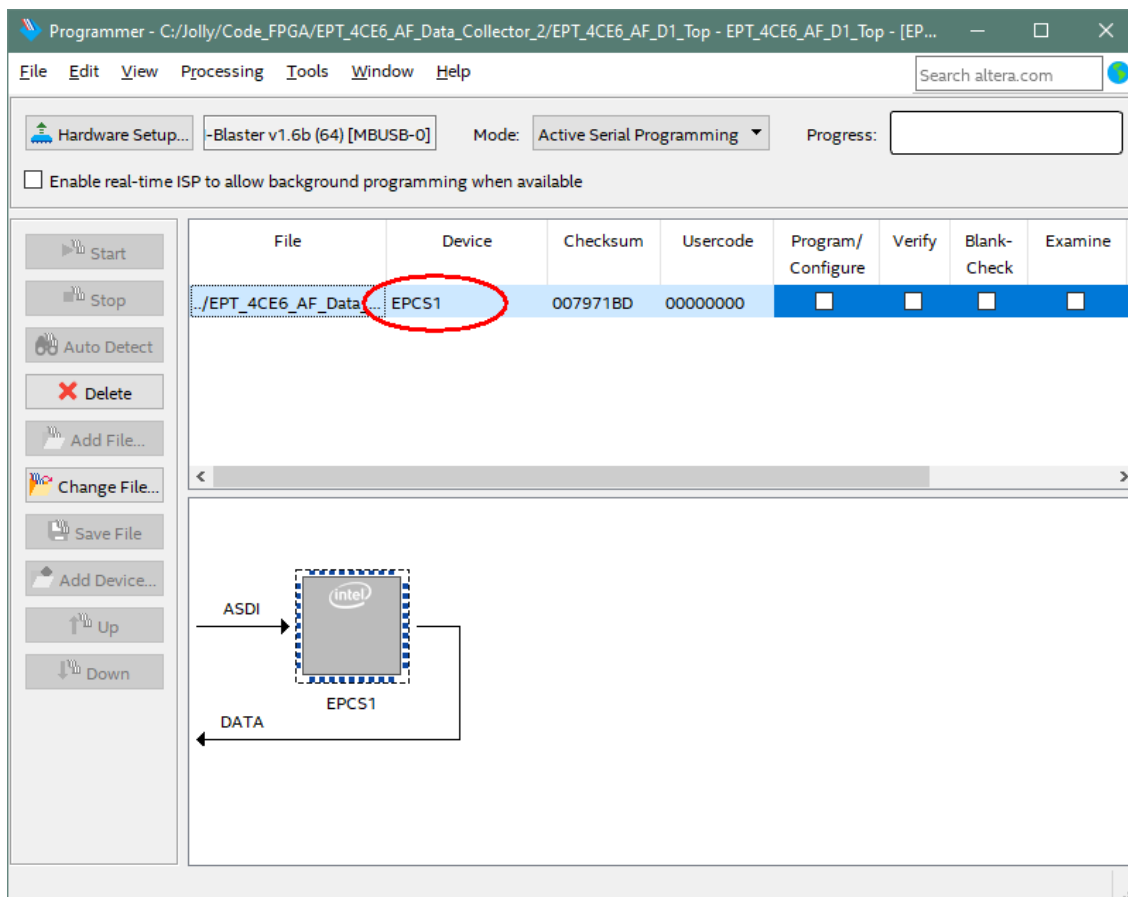 Programmer - C:/Jolly/Code_FPGA/EPT_4CE6_AF_Data_Collector_2/EPT_4CE6_AF_D1_Top - EPT_4CE6_AF_D1_Top - [EP...
File Edit View Processing Tools Window Help
Search altera.com
Hardware Setup... -Blaster v1.6b (64) [MBUSB-0] Mode: Active Serial Programming Progress:
Enable real-time ISP to allow background programming when available
File Device Checksum Usercode Program/ Verify Blank- Examine
Configure Check
../EPT_4CE6_AF_Data_... EPCS1 007971BD 00000000
Start
Stop
Auto Detect
Delete
Add File...
Change File...
Save File
Add Device...
Up
Down
intel
ASDI
EPCS1
DATA